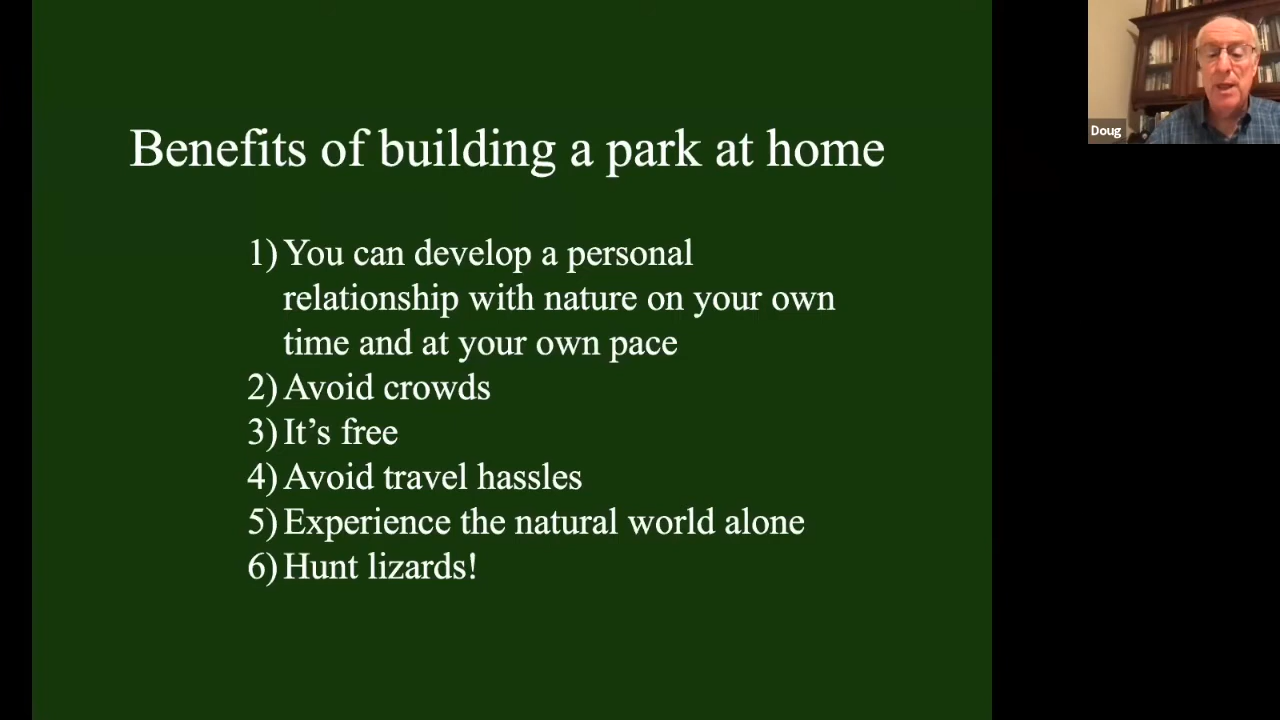 Benefits of building a park at home
1) You can develop a personal
relationship with nature on your own
time and at your own pace
2) Avoid crowds
3) It’s free
4) Avoid travel hassles
5) Experience the natural world alone
6) Hunt lizards!
Doug